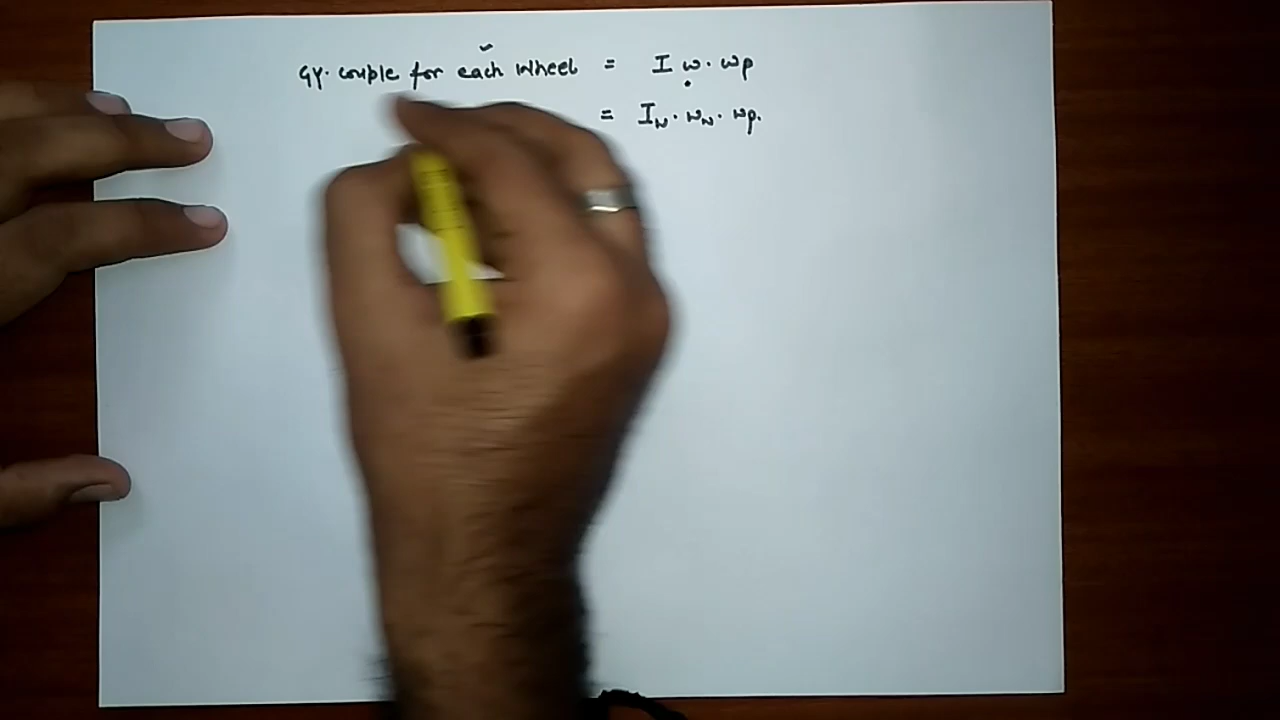 GY. couple for each wheel = I ω. ωp
= Iw. ωw. ωp.